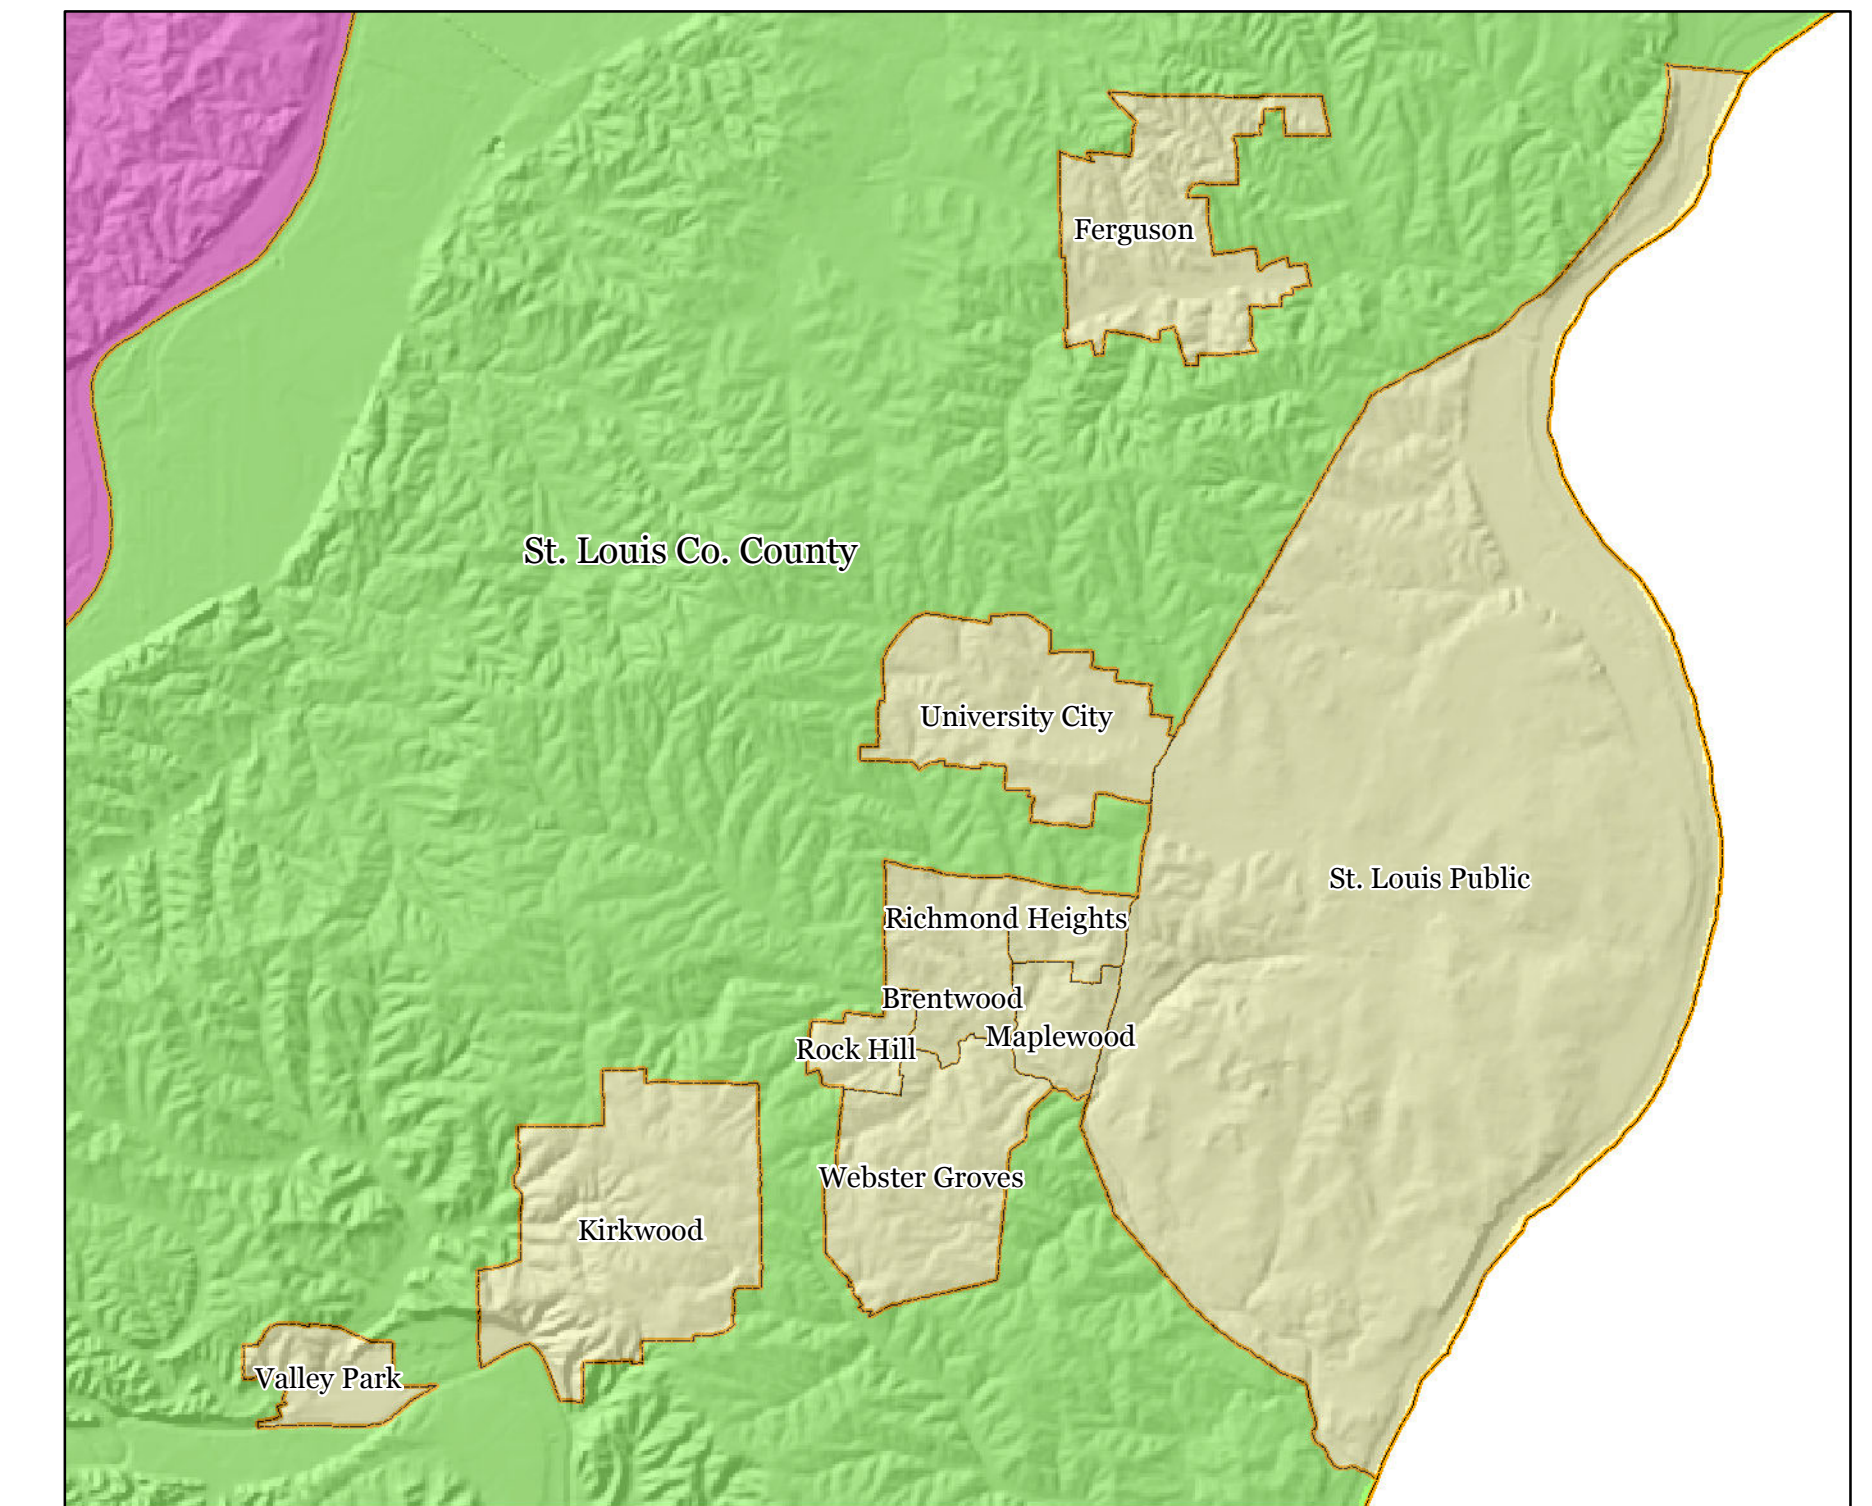 Ferguson
St. Louis Co. County
University City
St. Louis Public
Richmond Heights
Brentwood
Maplewood
Rock Hill
Webster Groves
Kirkwood
Valley Park